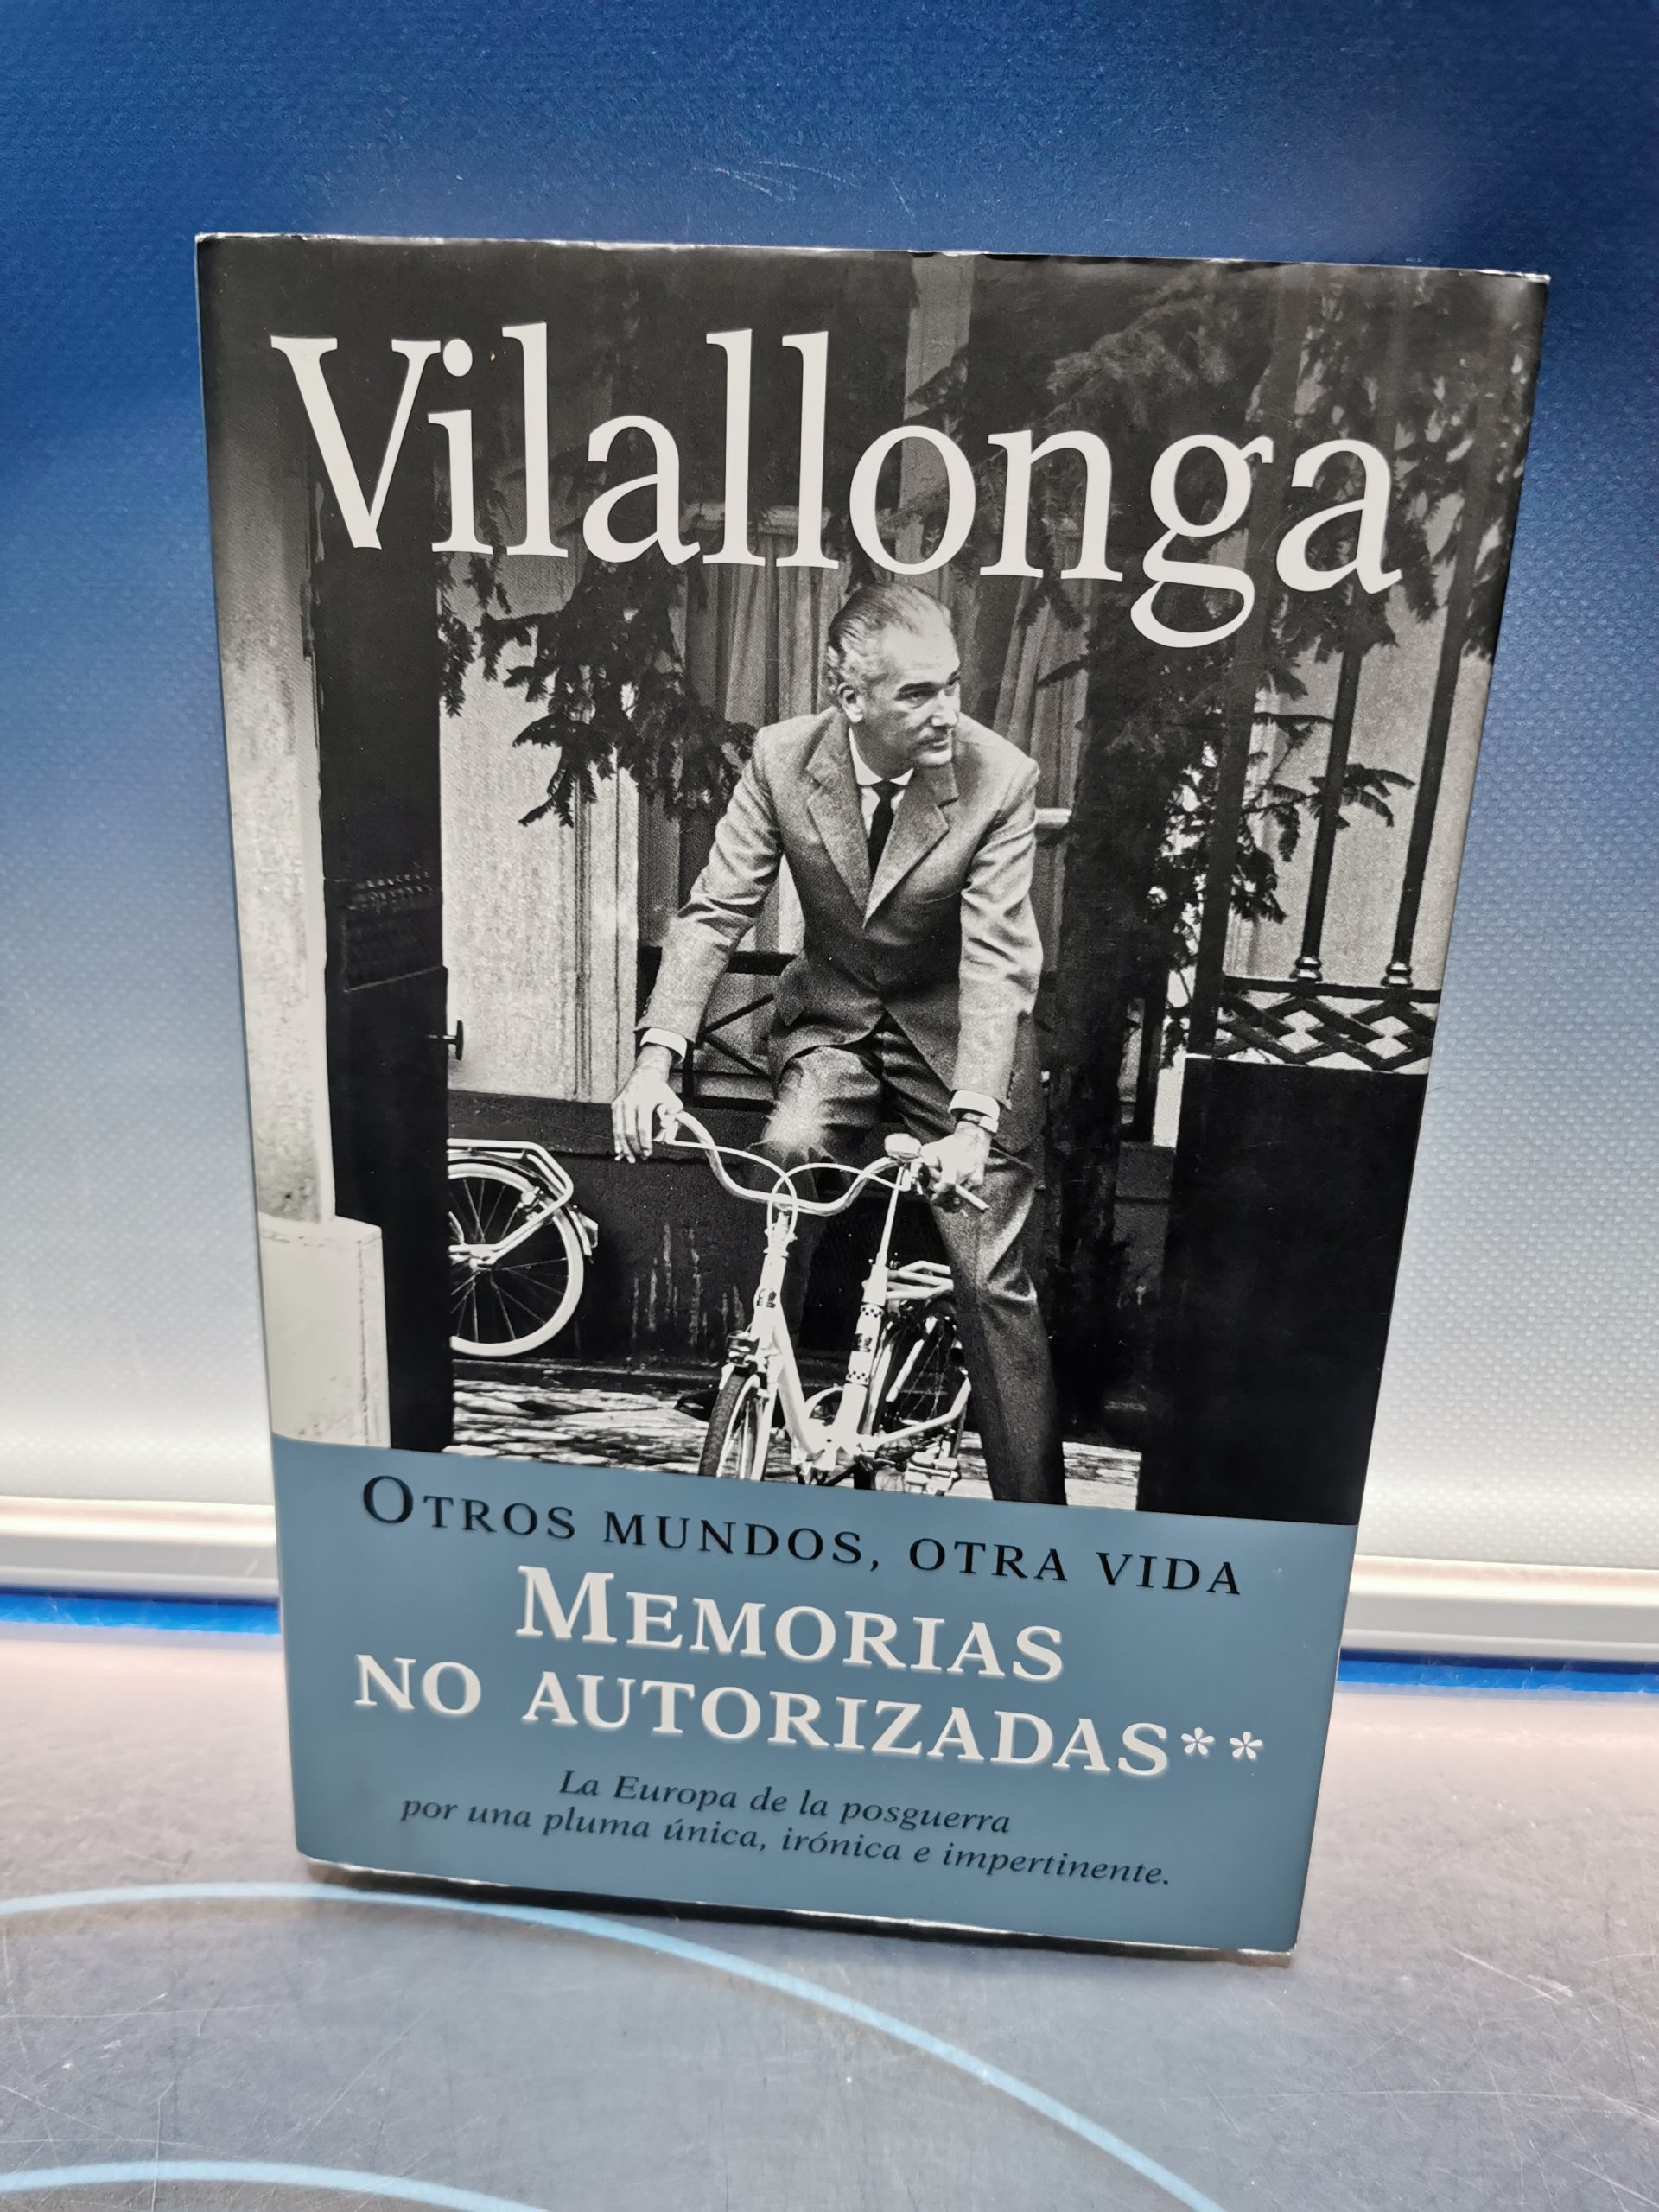 Vilallonga
OTROS MUNDOS, OTRA VIDA
MEMORIAS
NO AUTORIZADAS**
La Europa de la posguerra
por una pluma única, irónica e impertinente.